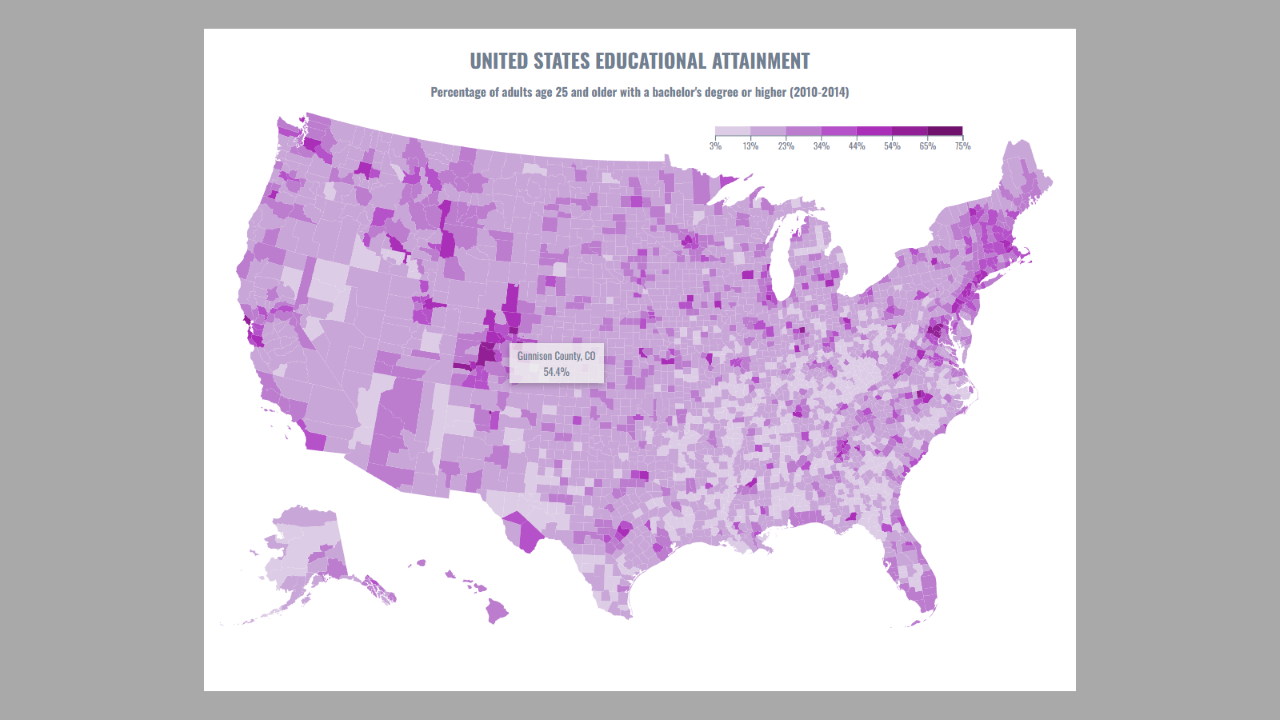 UNITED STATES EDUCATIONAL ATTAINMENT
Percentage of adults age 25 and older with a bachelor's degree or higher (2010-2014)
3% 13% 23% 34% 44% 54% 65% 75%
Gunnison County, CO
54.4%